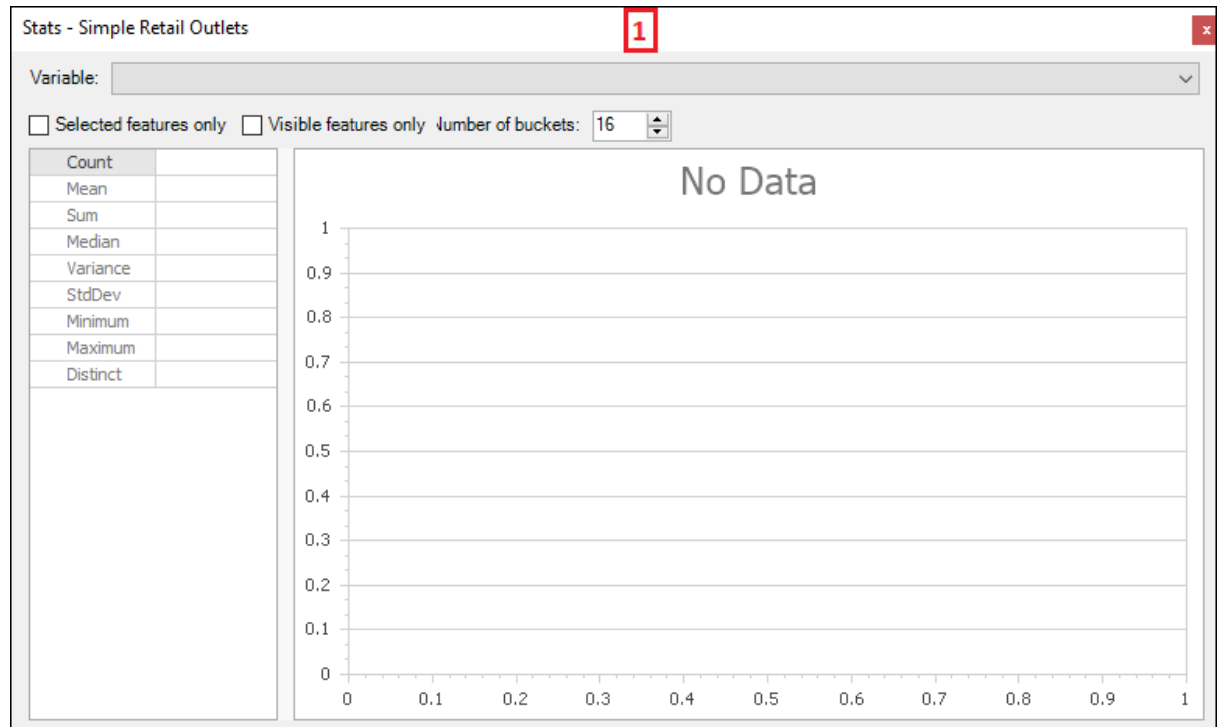 Stats - Simple Retail Outlets 1 x
Variable:
Selected features only Visible features only Number of buckets: 16
Count
Mean
Sum
Median
Variance
StdDev
Minimum
Maximum
Distinct
No Data
1
0.9
0.8
0.7
0.6
0.5
0.4
0.3
0.2
0.1
0
0 0.1 0.2 0.3 0.4 0.5 0.6 0.7 0.8 0.9 1